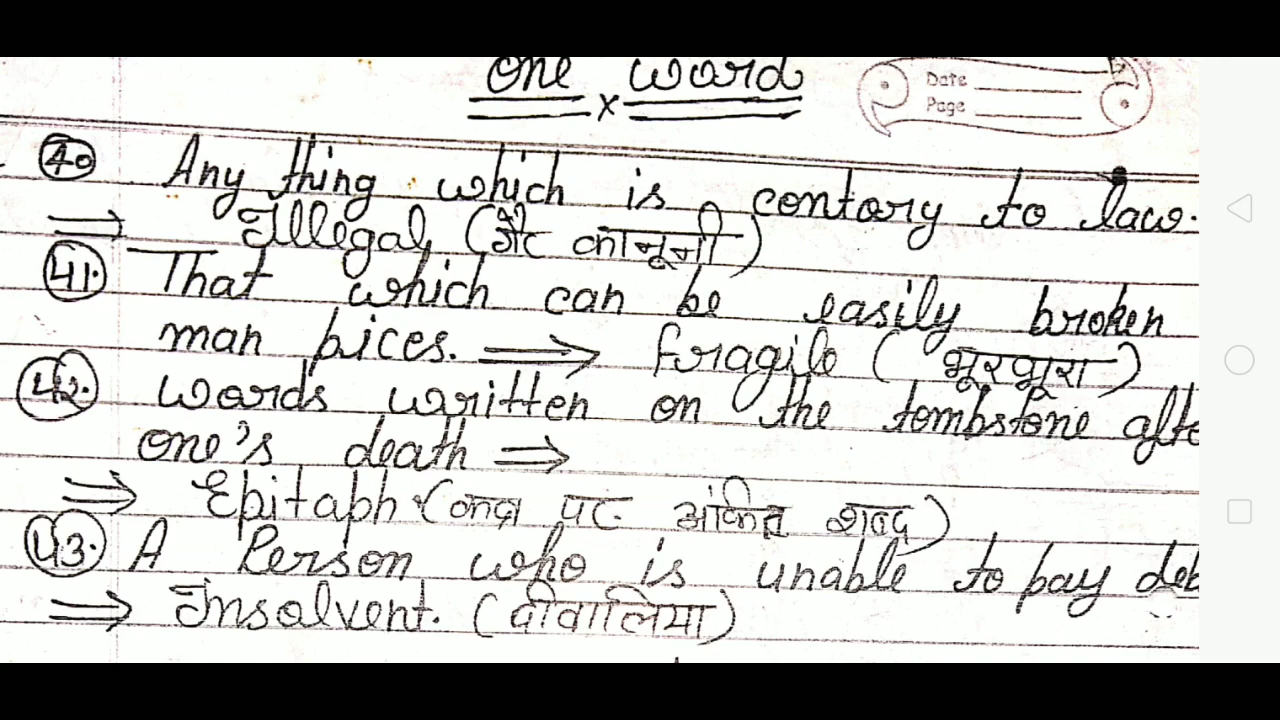 one word
Date
Page
40 Any thing which is contary to law.
⇒ Illegal (गैर कानूनी)
41. That which can be easily broken
man pices. ⇒ Fragile (भूरभूरा)
42. words written on the tombstone afte
one's death ⇒
⇒ Epitaph (कब्र पर अंकित शब्द)
43. A Person who is unable to pay deb
⇒ Insolvent. (दीवालिया)